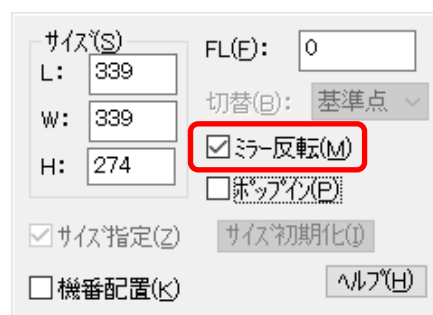 サイズ(S)
L: 339
W: 339
H: 274
FL(F): 0
切替(B): 基準点
ミラー反転(M)
ポップイン(P)
サイズ指定(Z)
サイズ初期化(I)
機番配置(K)
ヘルプ(H)